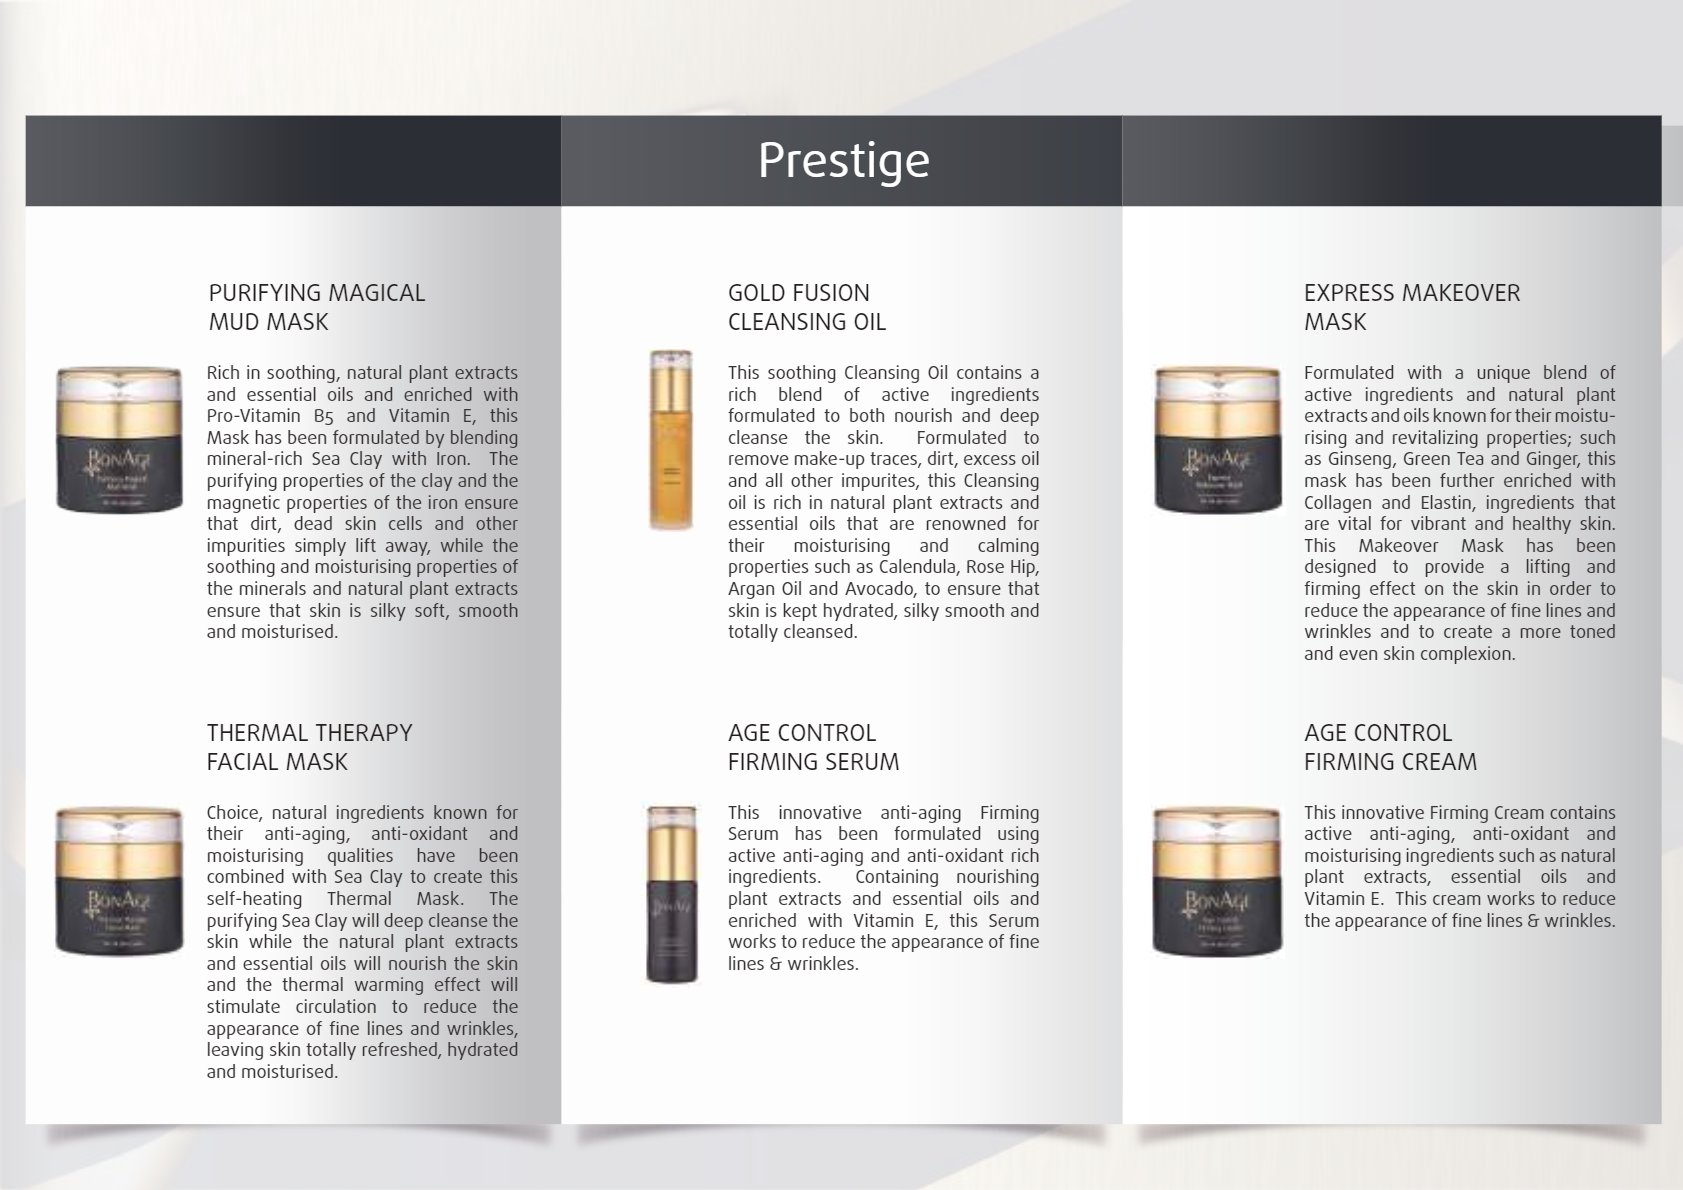 Prestige
PURIFYING MAGICAL
MUD MASK
Rich in soothing, natural plant extracts
and essential oils and enriched with
Pro-Vitamin B5 and Vitamin E, this
Mask has been formulated by blending
mineral-rich Sea Clay with Iron. The
purifying properties of the clay and the
magnetic properties of the iron ensure
that dirt, dead skin cells and other
impurities simply lift away, while the
soothing and moisturising properties of
the minerals and natural plant extracts
ensure that skin is silky soft, smooth
and moisturised.
BONAGE
THERMAL THERAPY
FACIAL MASK
Choice, natural ingredients known for
their anti-aging, anti-oxidant and
moisturising qualities have been
combined with Sea Clay to create this
self-heating Thermal Mask. The
purifying Sea Clay will deep cleanse the
skin while the natural plant extracts
and essential oils will nourish the skin
and the thermal warming effect will
stimulate circulation to reduce the
appearance of fine lines and wrinkles,
leaving skin totally refreshed, hydrated
and moisturised.
BONAGE
GOLD FUSION
CLEANSING OIL
This soothing Cleansing Oil contains a
rich blend of active ingredients
formulated to both nourish and deep
cleanse the skin. Formulated to
remove make-up traces, dirt, excess oil
and all other impurites, this Cleansing
oil is rich in natural plant extracts and
essential oils that are renowned for
their moisturising and calming
properties such as Calendula, Rose Hip,
Argan Oil and Avocado, to ensure that
skin is kept hydrated, silky smooth and
totally cleansed.
AGE CONTROL
FIRMING SERUM
This innovative anti-aging Firming
Serum has been formulated using
active anti-aging and anti-oxidant rich
ingredients. Containing nourishing
plant extracts and essential oils and
enriched with Vitamin E, this Serum
works to reduce the appearance of fine
lines & wrinkles.
BONAGE
EXPRESS MAKEOVER
MASK
Formulated with a unique blend of
active ingredients and natural plant
extracts and oils known for their moistu-
rising and revitalizing properties; such
as Ginseng, Green Tea and Ginger, this
mask has been further enriched with
Collagen and Elastin, ingredients that
are vital for vibrant and healthy skin.
This Makeover Mask has been
designed to provide a lifting and
firming effect on the skin in order to
reduce the appearance of fine lines and
wrinkles and to create a more toned
and even skin complexion.
BONAGE
AGE CONTROL
FIRMING CREAM
This innovative Firming Cream contains
active anti-aging, anti-oxidant and
moisturising ingredients such as natural
plant extracts, essential oils and
Vitamin E. This cream works to reduce
the appearance of fine lines & wrinkles.
BONAGE